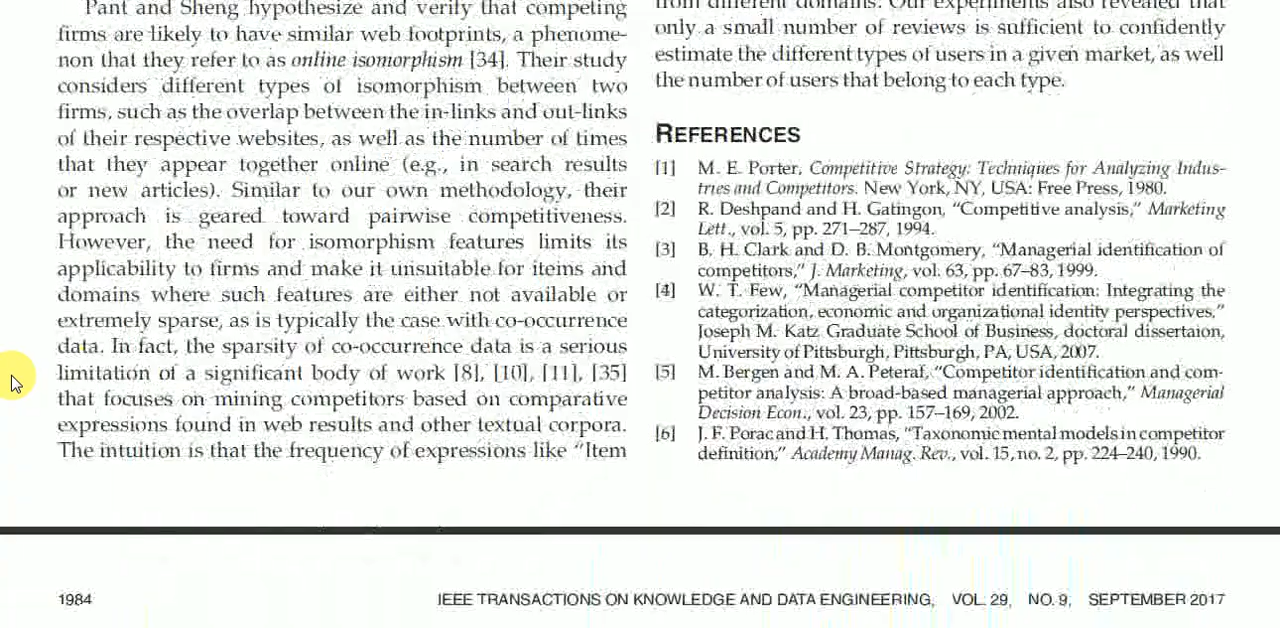 Pant and Sheng hypothesize and verify that competing
firms are likely to have similar web footprints, a phenome-
non that they refer to as online isomorphism [34]. Their study
considers different types of isomorphism between two
firms, such as the overlap between the in-links and out-links
of their respective websites, as well as the number of times
that they appear together online (e.g., in search results
or new articles). Similar to our own methodology, their
approach is geared toward pairwise competitiveness.
However, the need for isomorphism features limits its
applicability to firms and make it unsuitable for items and
domains where such features are either not available or
extremely sparse, as is typically the case with co-occurrence
data. In fact, the sparsity of co-occurrence data is a serious
limitation of a significant body of work [8], [10], [11], [35]
that focuses on mining competitors based on comparative
expressions found in web results and other textual corpora.
The intuition is that the frequency of expressions like “Item
from different domains. Our experiments also revealed that
only a small number of reviews is sufficient to confidently
estimate the different types of users in a given market, as well
the number of users that belong to each type.
REFERENCES
[1] M. E. Porter, Competitive Strategy: Techniques for Analyzing Indus-
tries and Competitors. New York, NY, USA: Free Press, 1980.
[2] R. Deshpand and H. Gatingon, “Competitive analysis,” Marketing
Lett., vol. 5, pp. 271–287, 1994.
[3] B. H. Clark and D. B. Montgomery, “Managerial identification of
competitors,” J. Marketing, vol. 63, pp. 67–83, 1999.
[4] W. T. Few, “Managerial competitor identification: Integrating the
categorization, economic and organizational identity perspectives,”
Joseph M. Katz Graduate School of Business, doctoral dissertaion,
University of Pittsburgh, Pittsburgh, PA, USA, 2007.
[5] M. Bergen and M. A. Peteraf, “Competitor identification and com-
petitor analysis: A broad-based managerial approach,” Managerial
Decision Econ., vol. 23, pp. 157–169, 2002.
[6] J. F. Porac and H. Thomas, “Taxonomic mental models in competitor
definition,” Academy Manag. Rev., vol. 15, no. 2, pp. 224–240, 1990.
1984 IEEE TRANSACTIONS ON KNOWLEDGE AND DATA ENGINEERING, VOL. 29, NO. 9, SEPTEMBER 2017